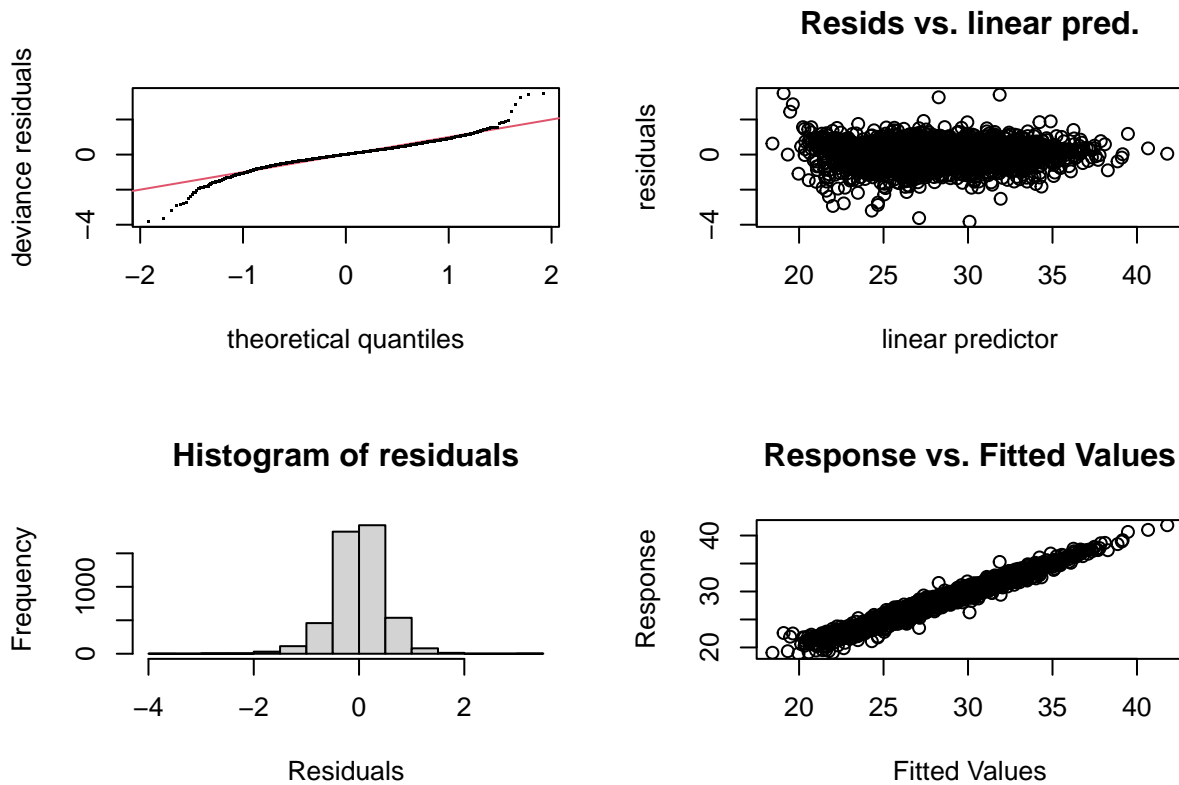 deviance residuals
−4
0
−2
−1
0
1
2
theoretical quantiles
Resids vs. linear pred.
residuals
−4
0
20
25
30
35
40
linear predictor
Histogram of residuals
Frequency
0
1000
−4
−2
0
2
Residuals
Response vs. Fitted Values
Response
20
30
40
20
25
30
35
40
Fitted Values